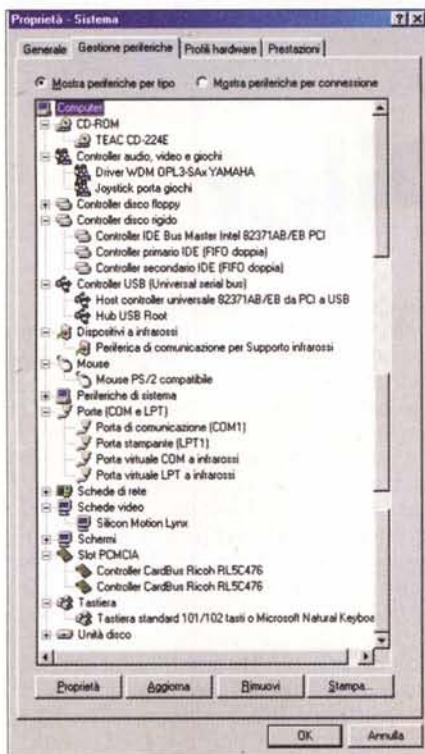 Proprietà - Sistema
Generale Gestione periferiche Profili hardware Prestazioni
Mostra periferiche per tipo Mostra periferiche per connessione
Computer
CD-ROM
TEAC CD-224E
Controller audio, video e giochi
Driver WDM OPL3-SAx YAMAHA
Joystick porta giochi
Controller disco floppy
Controller disco rigido
Controller IDE Bus Master Intel 82371AB/EB PCI
Controller primario IDE (FIFO doppia)
Controller secondario IDE (FIFO doppia)
Controller USB (Universal serial bus)
Host controller universale 82371AB/EB da PCI a USB
Hub USB Root
Dispositivi a infrarossi
Periferica di comunicazione per Supporto infrarossi
Mouse
Mouse PS/2 compatibile
Periferiche di sistema
Porte (COM e LPT)
Porta di comunicazione (COM1)
Porta stampante (LPT1)
Porta virtuale COM a infrarossi
Porta virtuale LPT a infrarossi
Schede di rete
Schede video
Silicon Motion Lynx
Schermi
Slot PCMCIA
Controller CardBus Ricoh RL5C476
Controller CardBus Ricoh RL5C476
Tastiera
Tastiera standard 101/102 tasti o Microsoft Natural Keyboa
Unità disco
Proprietà Aggiorna Rimuovi Stampa...
OK Annulla